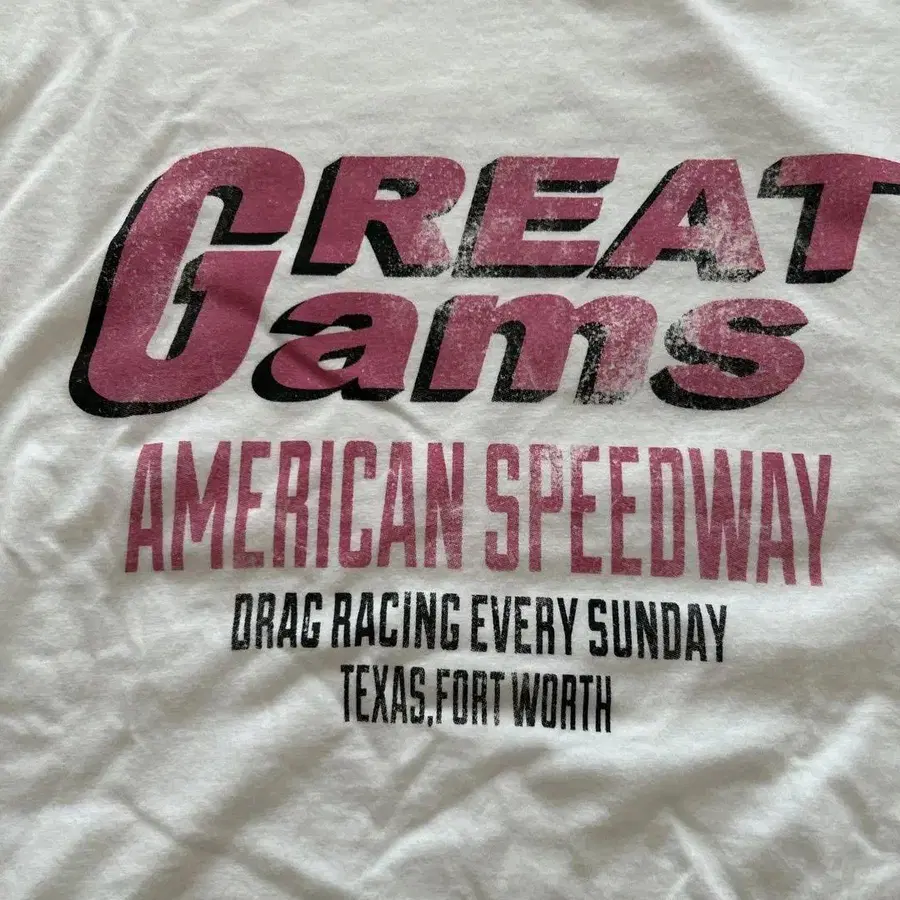 GREAT
Gams
AMERICAN SPEEDWAY
DRAG RACING EVERY SUNDAY
TEXAS,FORT WORTH